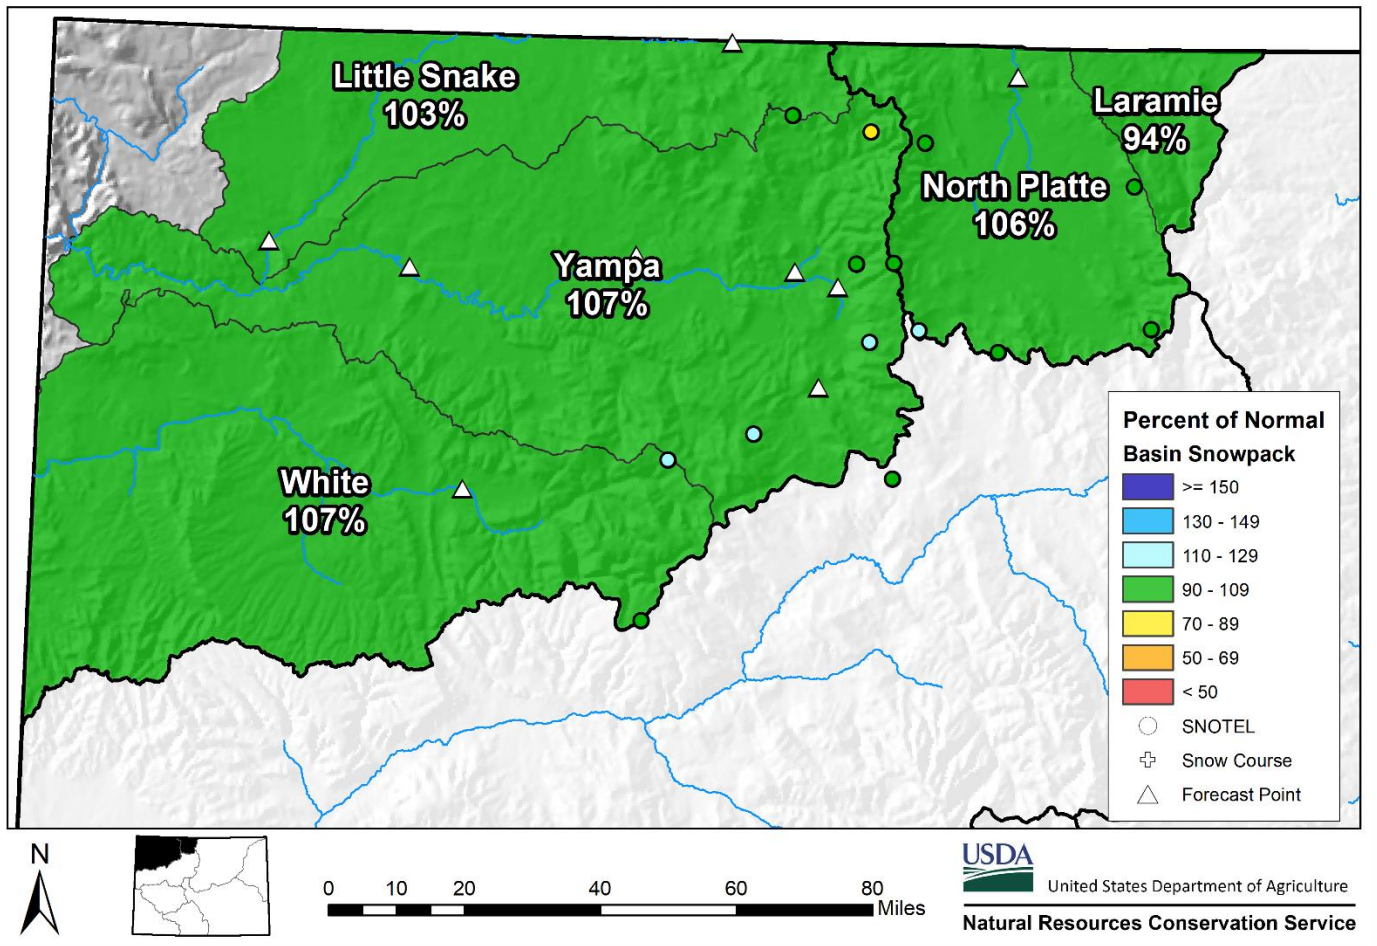 Little Snake
103%
Laramie
94%
North Platte
106%
Yampa
107%
White
107%
Percent of Normal
Basin Snowpack
>= 150
130 - 149
110 - 129
90 - 109
70 - 89
50 - 69
< 50
SNOTEL
Snow Course
Forecast Point
N
0 10 20 40 60 80
Miles
USDA
United States Department of Agriculture
Natural Resources Conservation Service